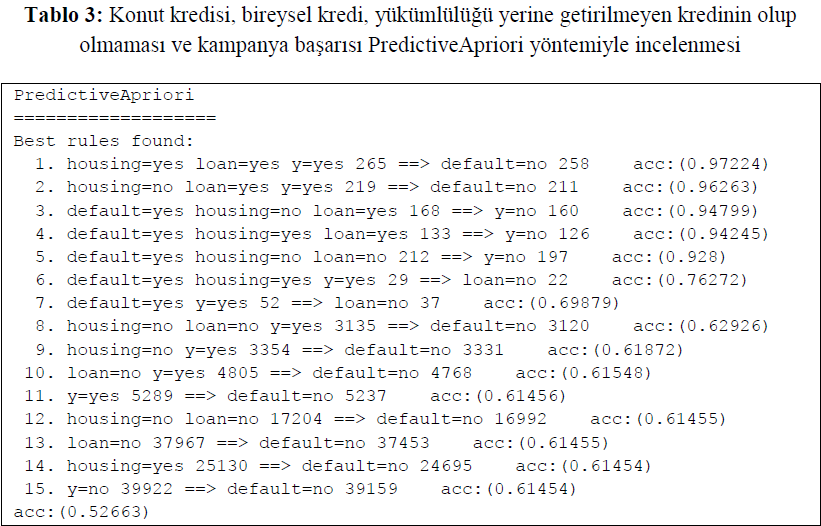 Tablo 3: Konut kredisi, bireysel kredi, yükümlülüğü yerine getirilmeyen kredinin olup
olmaması ve kampanya başarısı PredictiveApriori yöntemiyle incelenmesi
PredictiveApriori
===================
Best rules found:
1. housing=yes loan=yes y=yes 265 ==> default=no 258 acc:(0.97224)
2. housing=no loan=yes y=yes 219 ==> default=no 211 acc:(0.96263)
3. default=yes housing=no loan=yes 168 ==> y=no 160 acc:(0.94799)
4. default=yes housing=yes loan=yes 133 ==> y=no 126 acc:(0.94245)
5. default=yes housing=no loan=no 212 ==> y=no 197 acc:(0.928)
6. default=yes housing=yes y=yes 29 ==> loan=no 22 acc:(0.76272)
7. default=yes y=yes 52 ==> loan=no 37 acc:(0.69879)
8. housing=no loan=no y=yes 3135 ==> default=no 3120 acc:(0.62926)
9. housing=no y=yes 3354 ==> default=no 3331 acc:(0.61872)
10. loan=no y=yes 4805 ==> default=no 4768 acc:(0.61548)
11. y=yes 5289 ==> default=no 5237 acc:(0.61456)
12. housing=no loan=no 17204 ==> default=no 16992 acc:(0.61455)
13. loan=no 37967 ==> default=no 37453 acc:(0.61455)
14. housing=yes 25130 ==> default=no 24695 acc:(0.61454)
15. y=no 39922 ==> default=no 39159 acc:(0.61454)
acc:(0.52663)